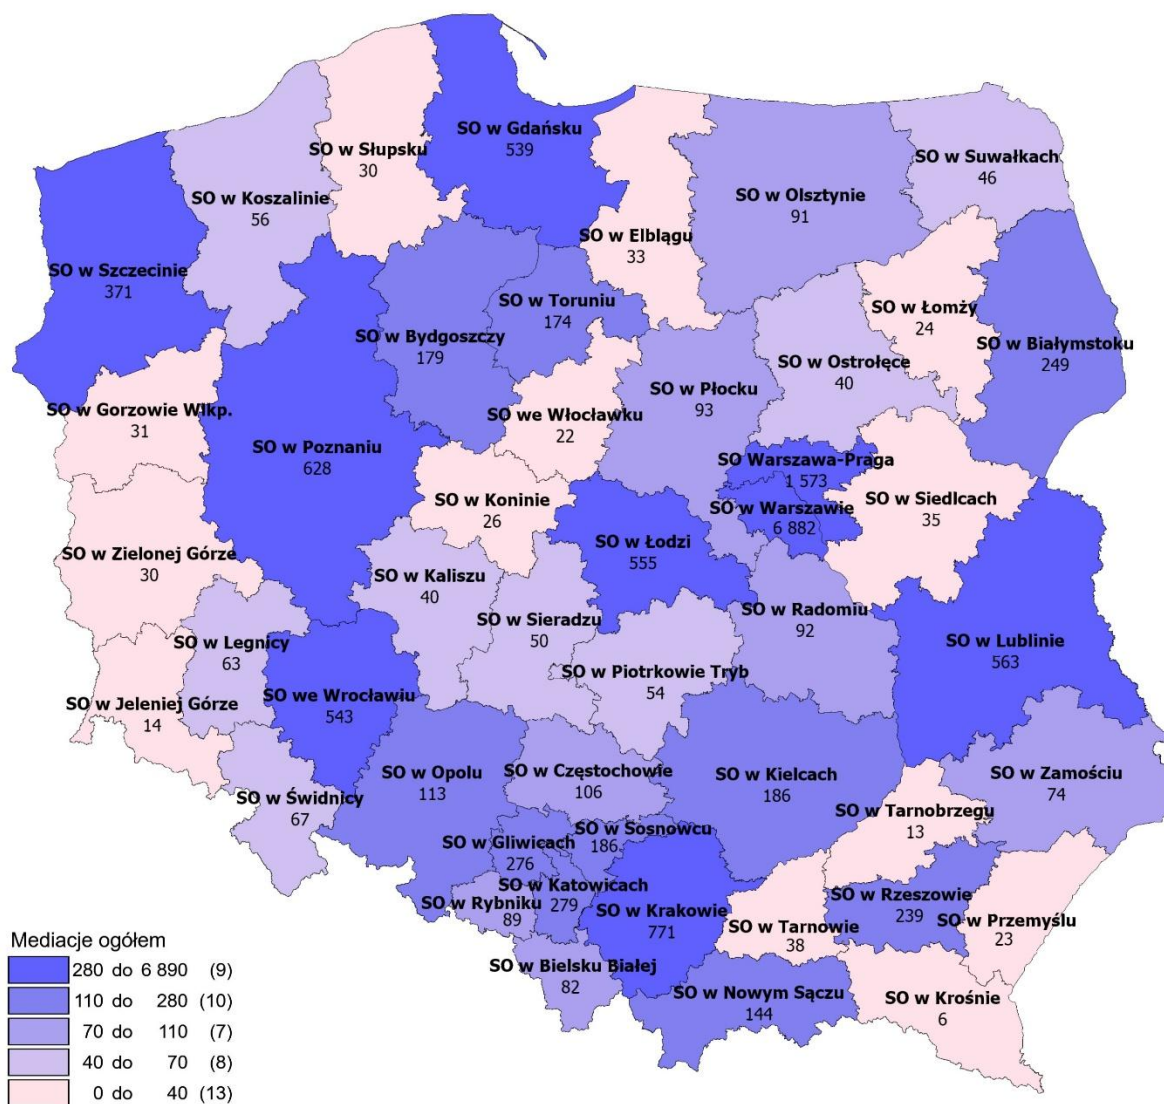 SO w Gdańsku
539
SO w Słupsku
30
SO w Suwałkach
46
SO w Koszalinie
56
SO w Olsztynie
91
SO w Elblągu
33
SO w Szczecinie
371
SO w Toruniu
174
SO w Łomży
24
SO w Bydgoszczy
179
SO w Białymstoku
249
SO w Ostrołęce
40
SO w Płocku
93
SO w Gorzowie Wlkp.
31
SO we Włocławku
22
SO w Poznaniu
628
SO Warszawa-Praga
1 573
SO w Koninie
26
SO w Siedlcach
35
SO w Warszawie
6 882
SO w Łodzi
555
SO w Zielonej Górze
30
SO w Kaliszu
40
SO w Radomiu
92
SO w Sieradzu
50
SO w Lublinie
563
SO w Legnicy
63
SO w Piotrkowie Tryb
54
SO we Wrocławiu
543
SO w Jeleniej Górze
14
SO w Opolu
113
SO w Częstochowie
106
SO w Kielcach
186
SO w Zamościu
74
SO w Świdnicy
67
SO w Tarnobrzegu
13
SO w Sosnowcu
186
SO w Gliwicach
276
SO w Katowicach
279
SO w Rybniku
89
SO w Rzeszowie
239
SO w Krakowie
771
SO w Przemyślu
23
SO w Tarnowie
38
SO w Bielsku Białej
82
SO w Nowym Sączu
144
SO w Krośnie
6
Mediacje ogółem
280 do 6 890 (9)
110 do 280 (10)
70 do 110 (7)
40 do 70 (8)
0 do 40 (13)